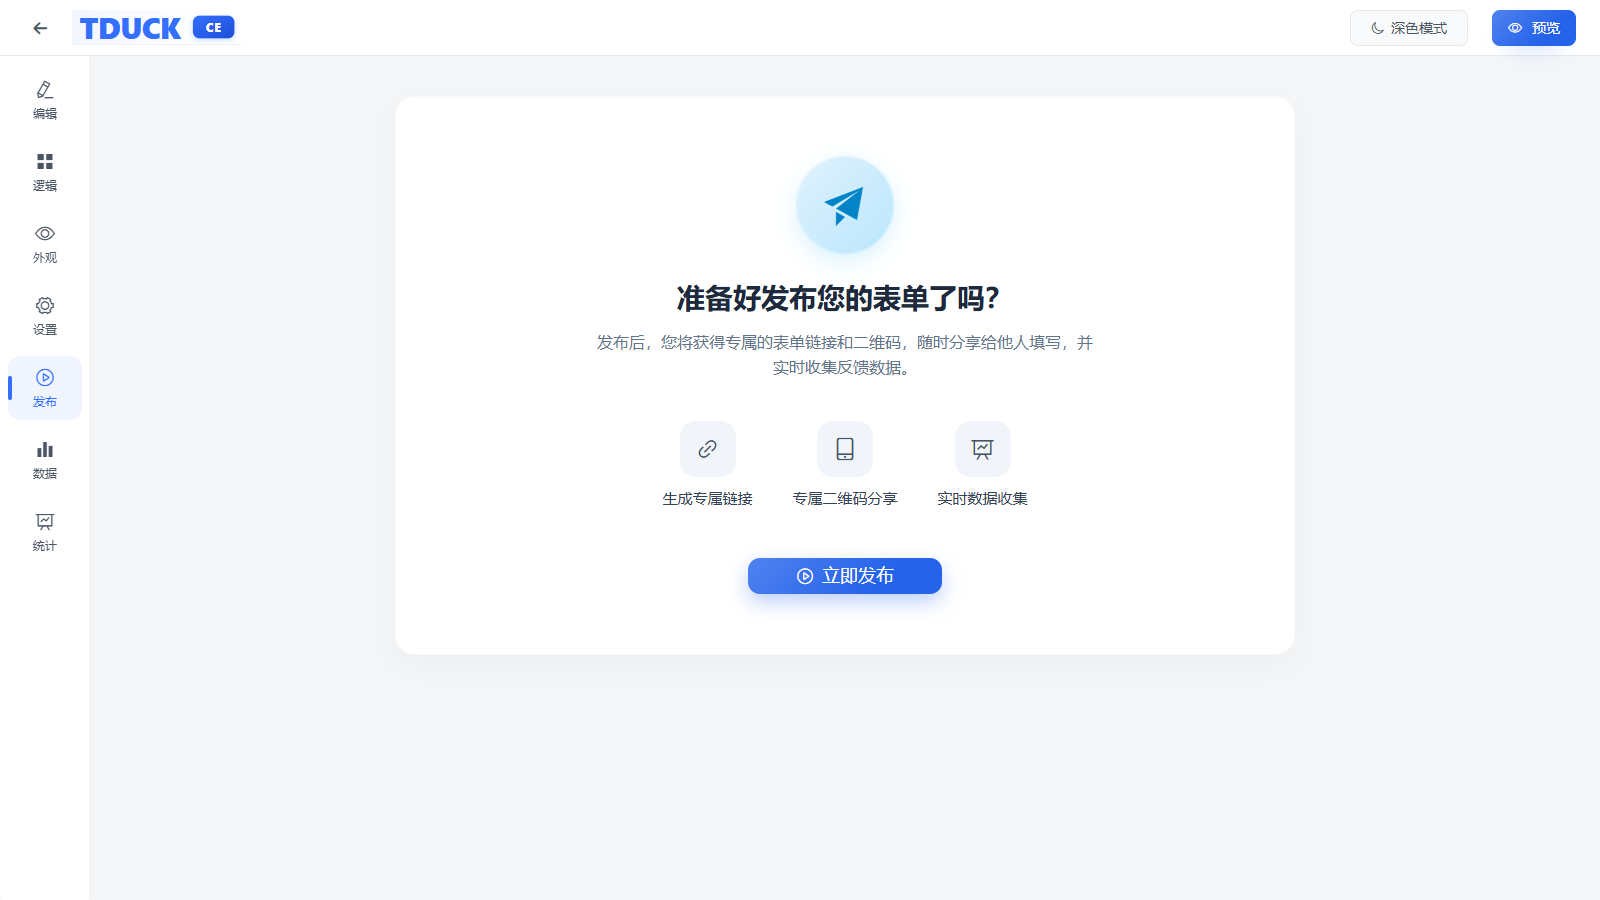 TDUCK CE
深色模式
预览
编辑
逻辑
外观
设置
发布
数据
统计
准备好发布您的表单了吗?
发布后，您将获得专属的表单链接和二维码，随时分享给他人填写，并
实时收集反馈数据。
生成专属链接
专属二维码分享
实时数据收集
立即发布